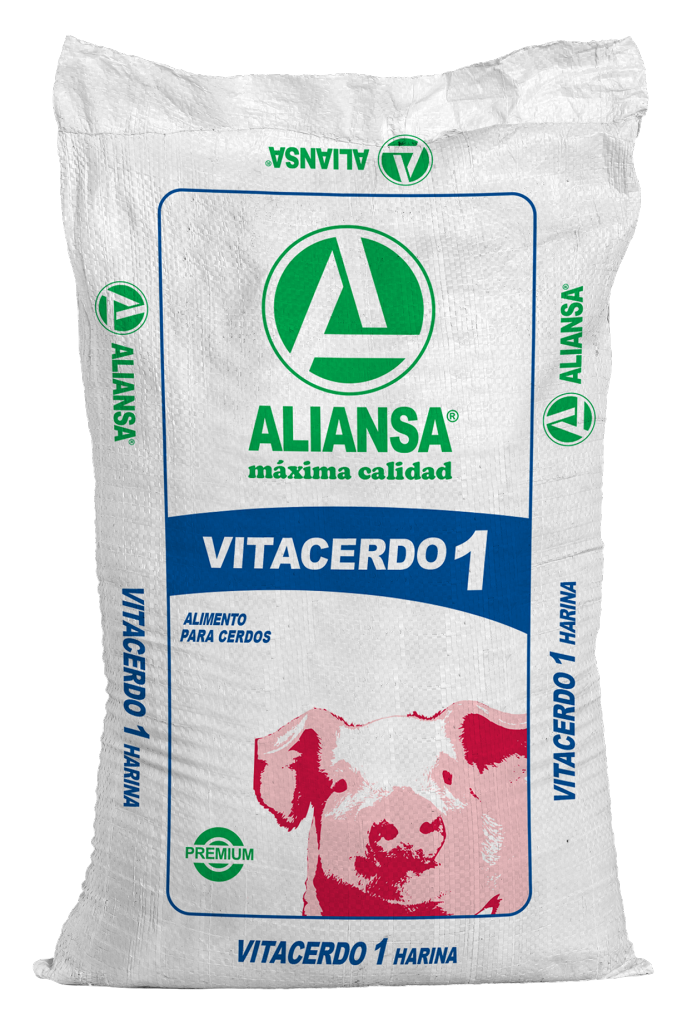 ALIANSA®
ALIANSA®
máxima calidad
VITACERDO 1
ALIMENTO
PARA CERDOS
PREMIUM
VITACERDO 1 HARINA
ALIANSA®
VITACERDO 1 HARINA
ALIANSA®
VITACERDO 1 HARINA